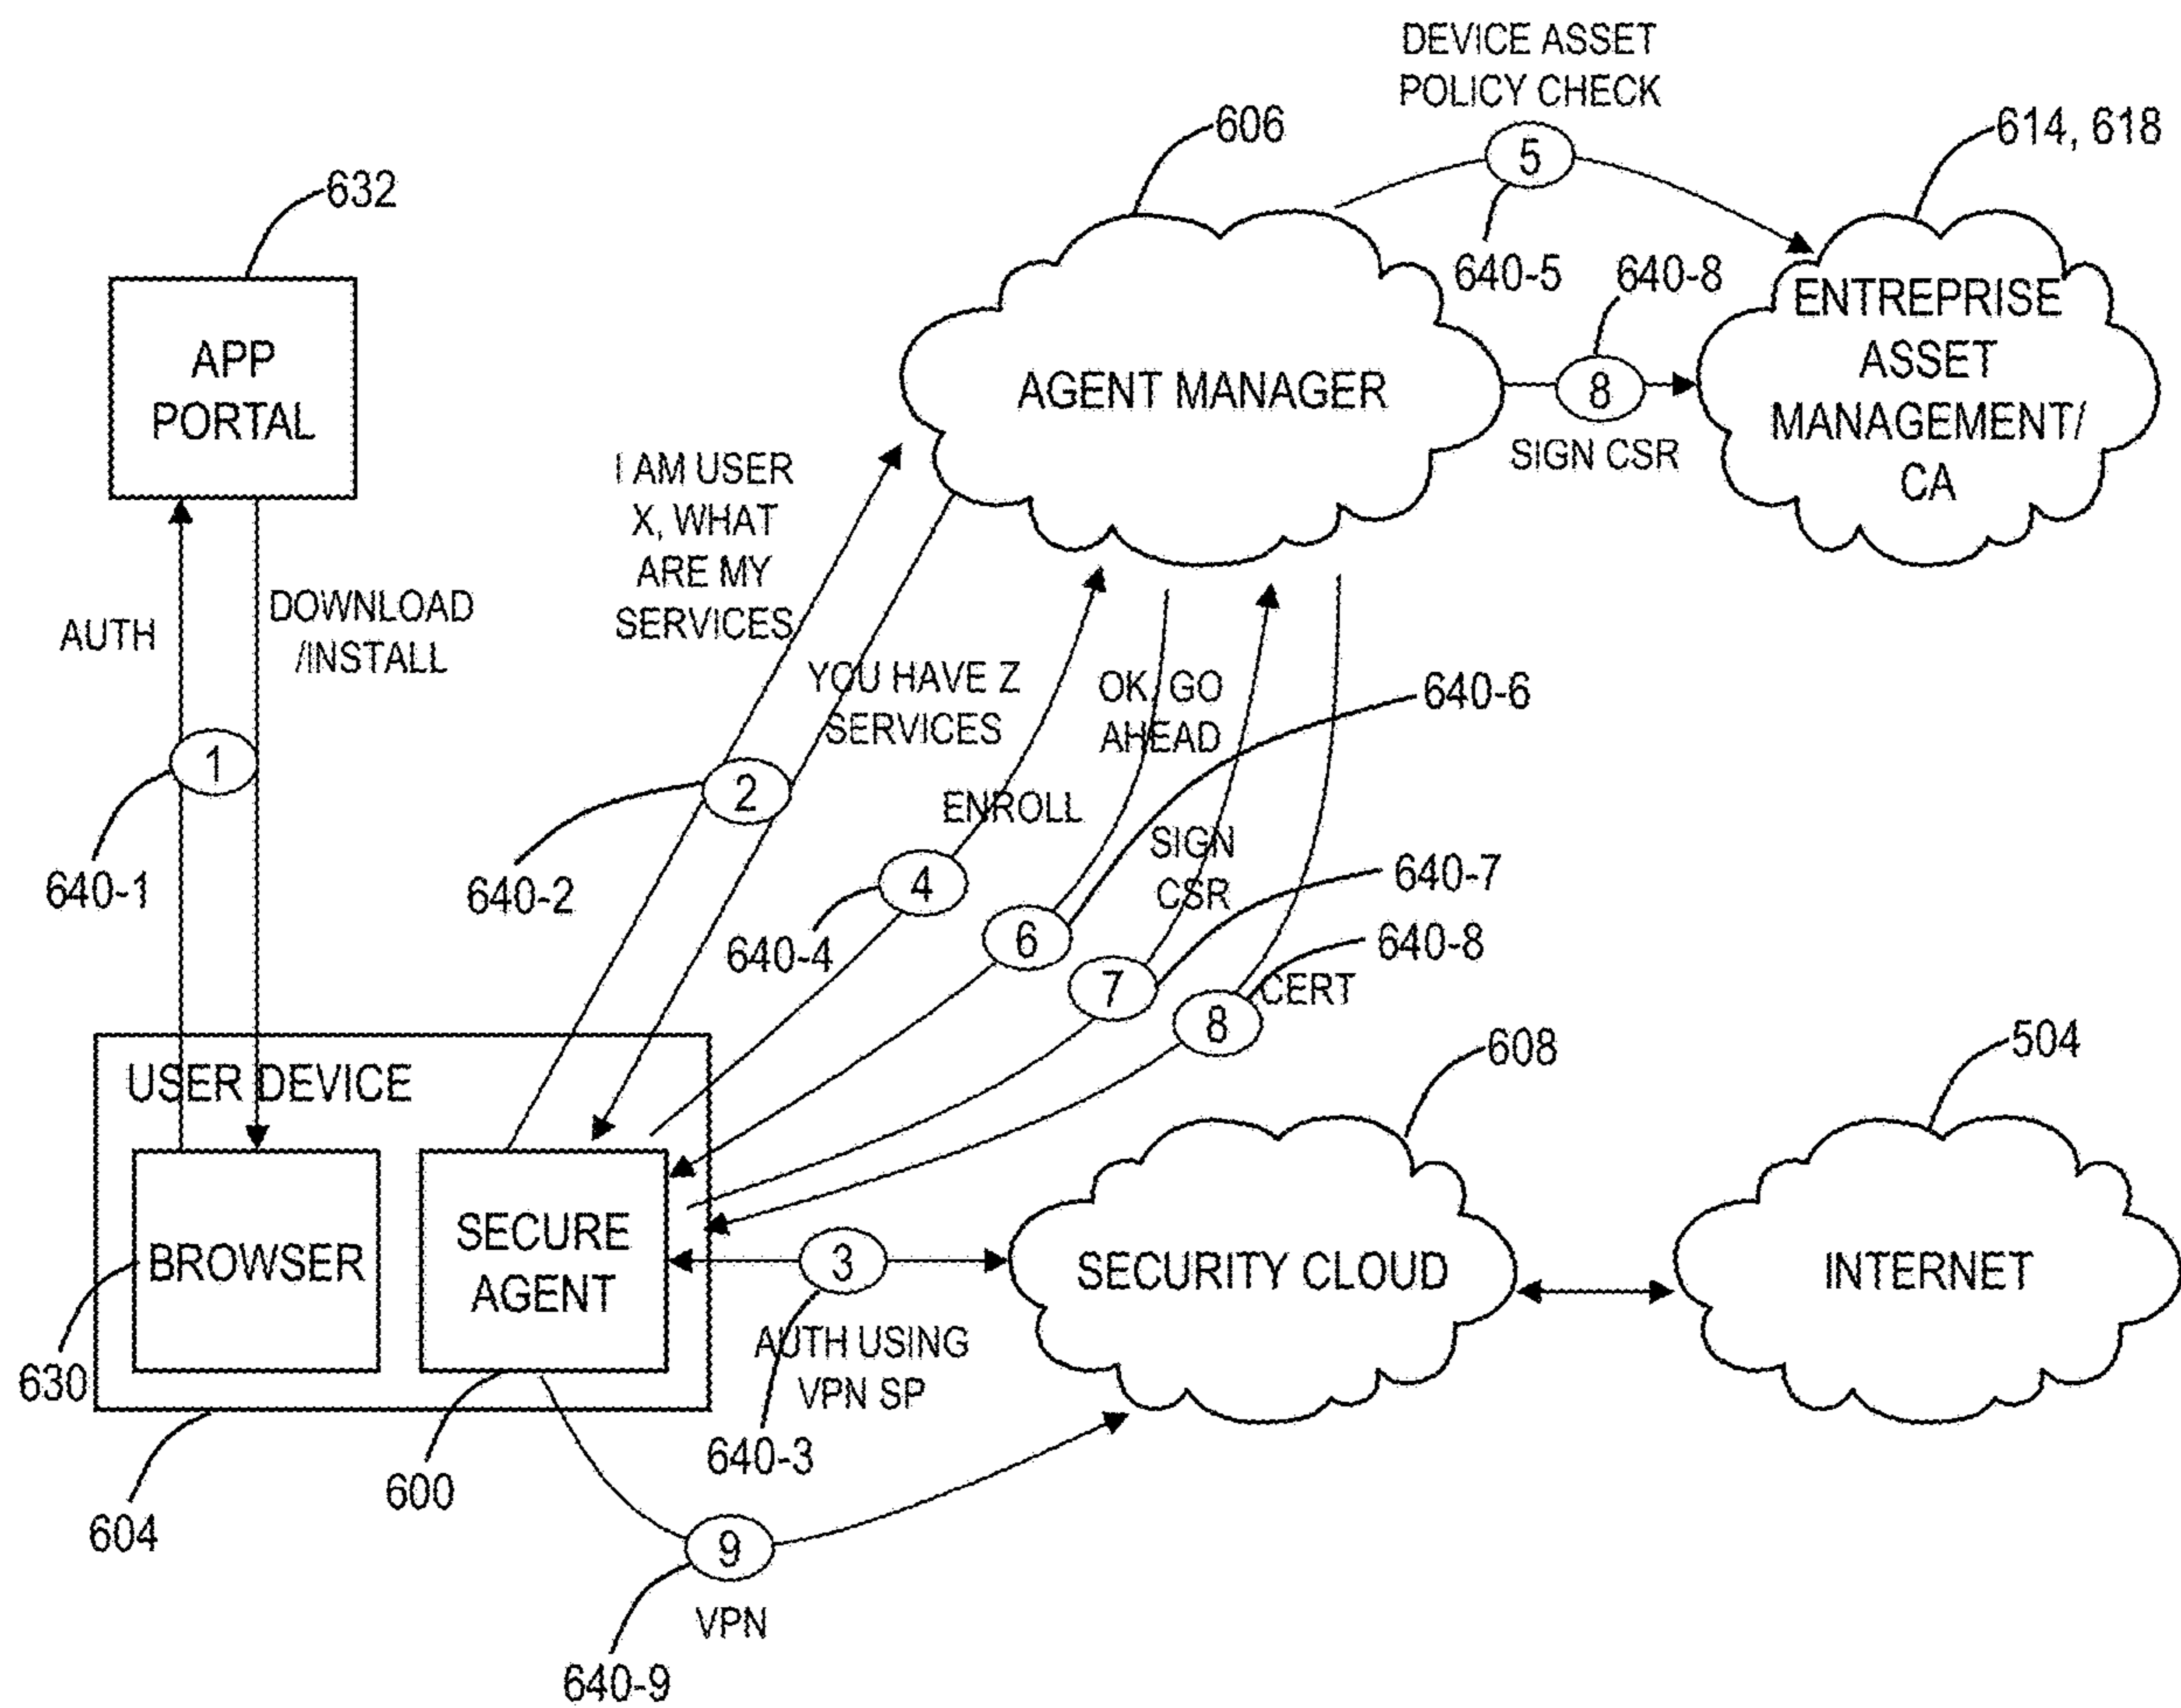 DEVICE ASSET
POLICY CHECK
606
5
614, 618
632
640-5
640-8
ENTREPRISE
ASSET
MANAGEMENT/
CA
APP
PORTAL
AGENT MANAGER
8
SIGN CSR
I AM USER
X, WHAT
ARE MY
SERVICES
AUTH
DOWNLOAD
/INSTALL
YOU HAVE Z
SERVICES
OK, GO
AHEAD
640-6
1
2
ENROLL
SIGN
CSR
640-1
640-2
4
640-7
640-4
6
640-8
7
CERT
8
608
504
USER DEVICE
BROWSER
SECURE
AGENT
3
SECURITY CLOUD
INTERNET
AUTH USING
VPN SP
630
640-3
600
604
9
VPN
640-9